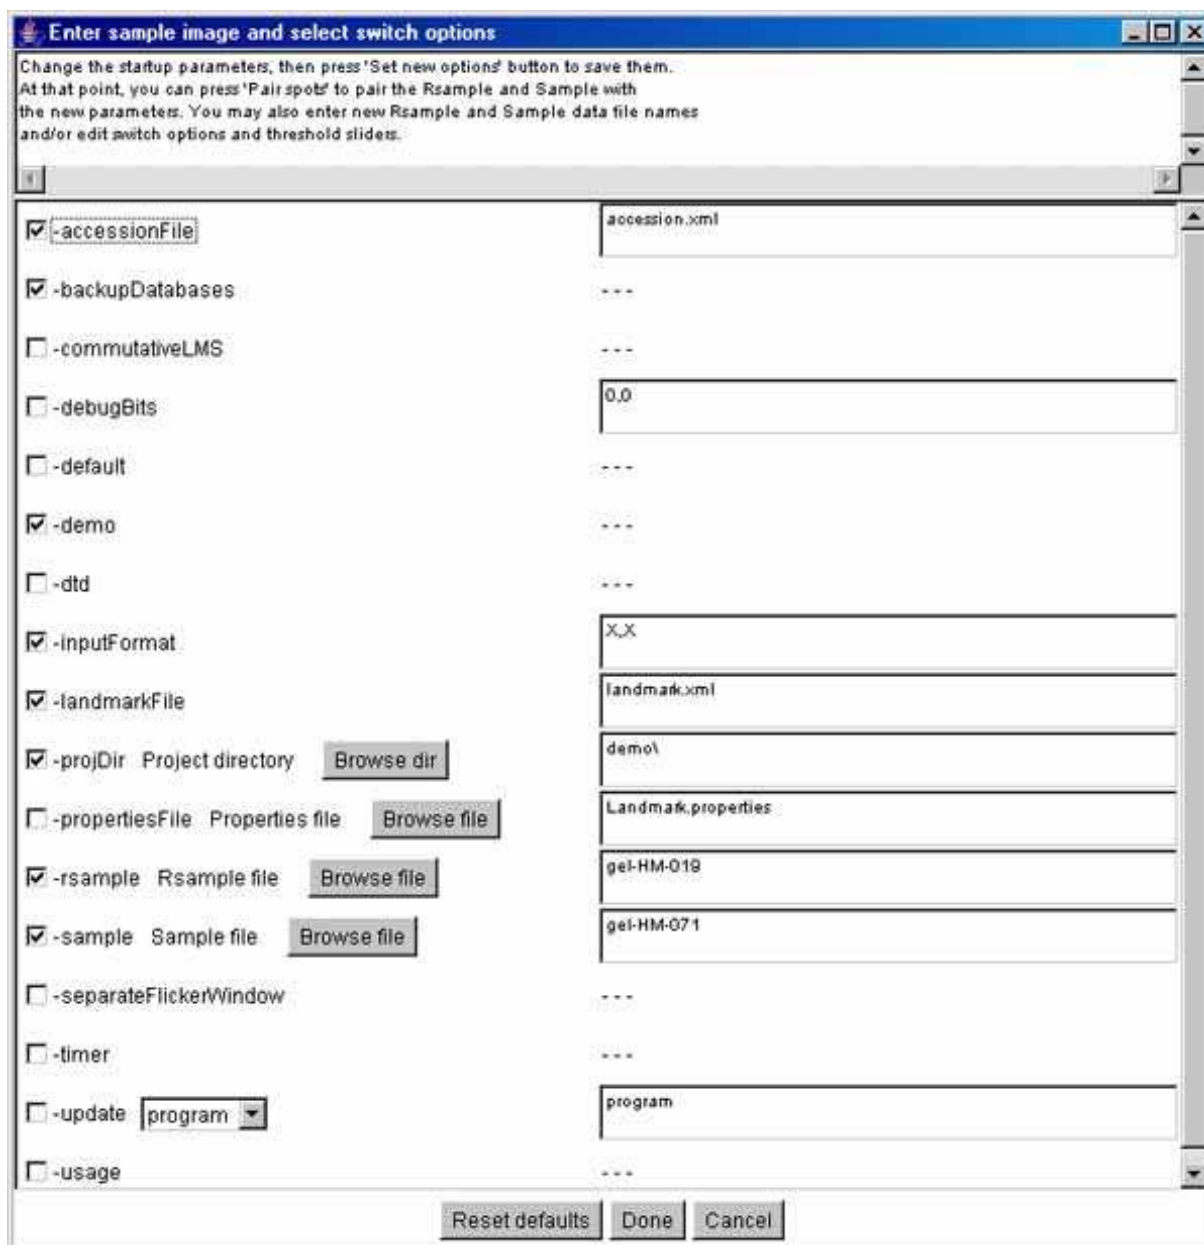 Enter sample image and select switch options
Change the startup parameters, then press 'Set new options' button to save them.
At that point, you can press 'Pair spots' to pair the Rsample and Sample with
the new parameters. You may also enter new Rsample and Sample data file names
and/or edit switch options and threshold sliders.
-accessionFile accession.xml
-backupDatabases ---
-commutativeLMS ---
-debugBits 0,0
-default ---
-demo ---
-dtd ---
-inputFormat X,X
-landmarkFile landmark.xml
-projDir Project directory Browse dir demo\
-propertiesFile Properties file Browse file Landmark.properties
-rsample Rsample file Browse file gel-HM-019
-sample Sample file Browse file gel-HM-071
-separateFlickerWindow ---
-timer ---
-update program program
-usage ---
Reset defaults Done Cancel